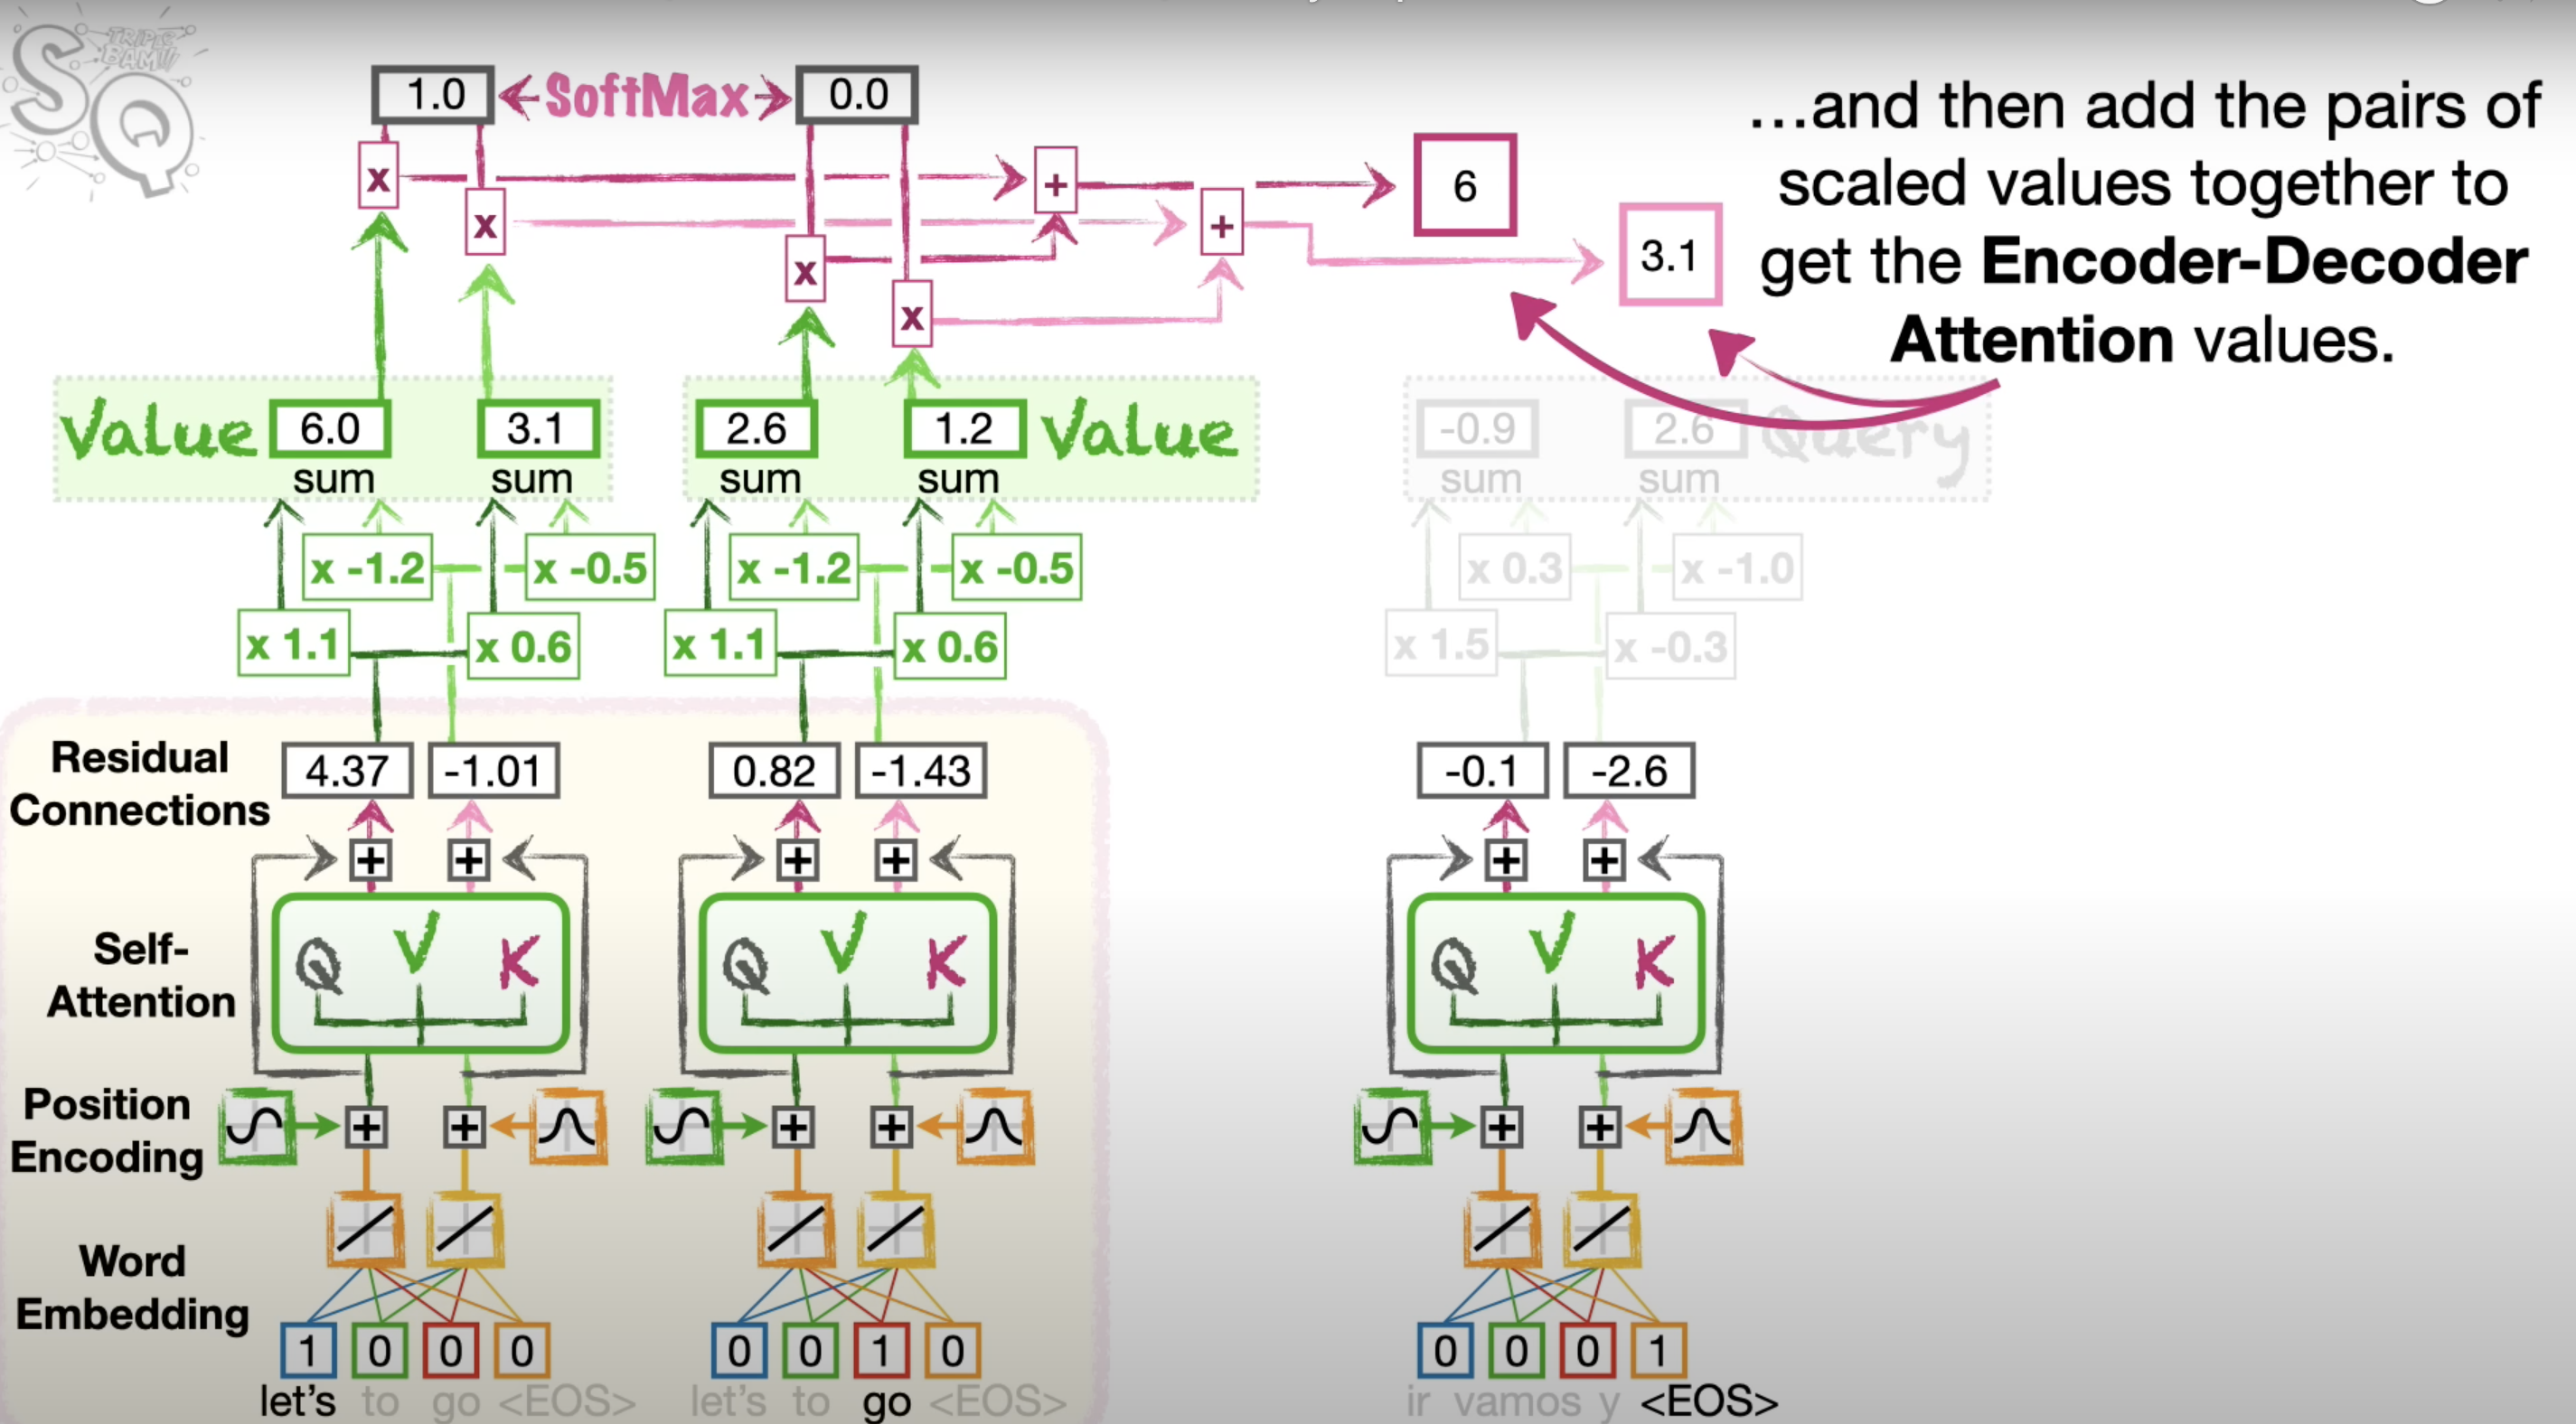 SQ
TRIPLE
BAM!!
1.0 SoftMax 0.0
x + 6
x + 3.1
x
x
…and then add the pairs of
scaled values together to
get the Encoder-Decoder
Attention values.
Value 6.0 3.1 2.6 1.2 Value -0.9 2.6 Query
sum sum sum sum sum sum
x -1.2 x -0.5 x -1.2 x -0.5 x 0.3 x -1.0
x 1.1 x 0.6 x 1.1 x 0.6 x 1.5 x -0.3
Residual
Connections
4.37 -1.01 0.82 -1.43 -0.1 -2.6
+ + + + + +
Self-
Attention
Q V K Q V K Q V K
Position
Encoding
+ + + + + +
Word
Embedding
1 0 0 0 0 0 1 0 0 0 0 1
let's to go <EOS> let's to go <EOS> ir vamos y <EOS>